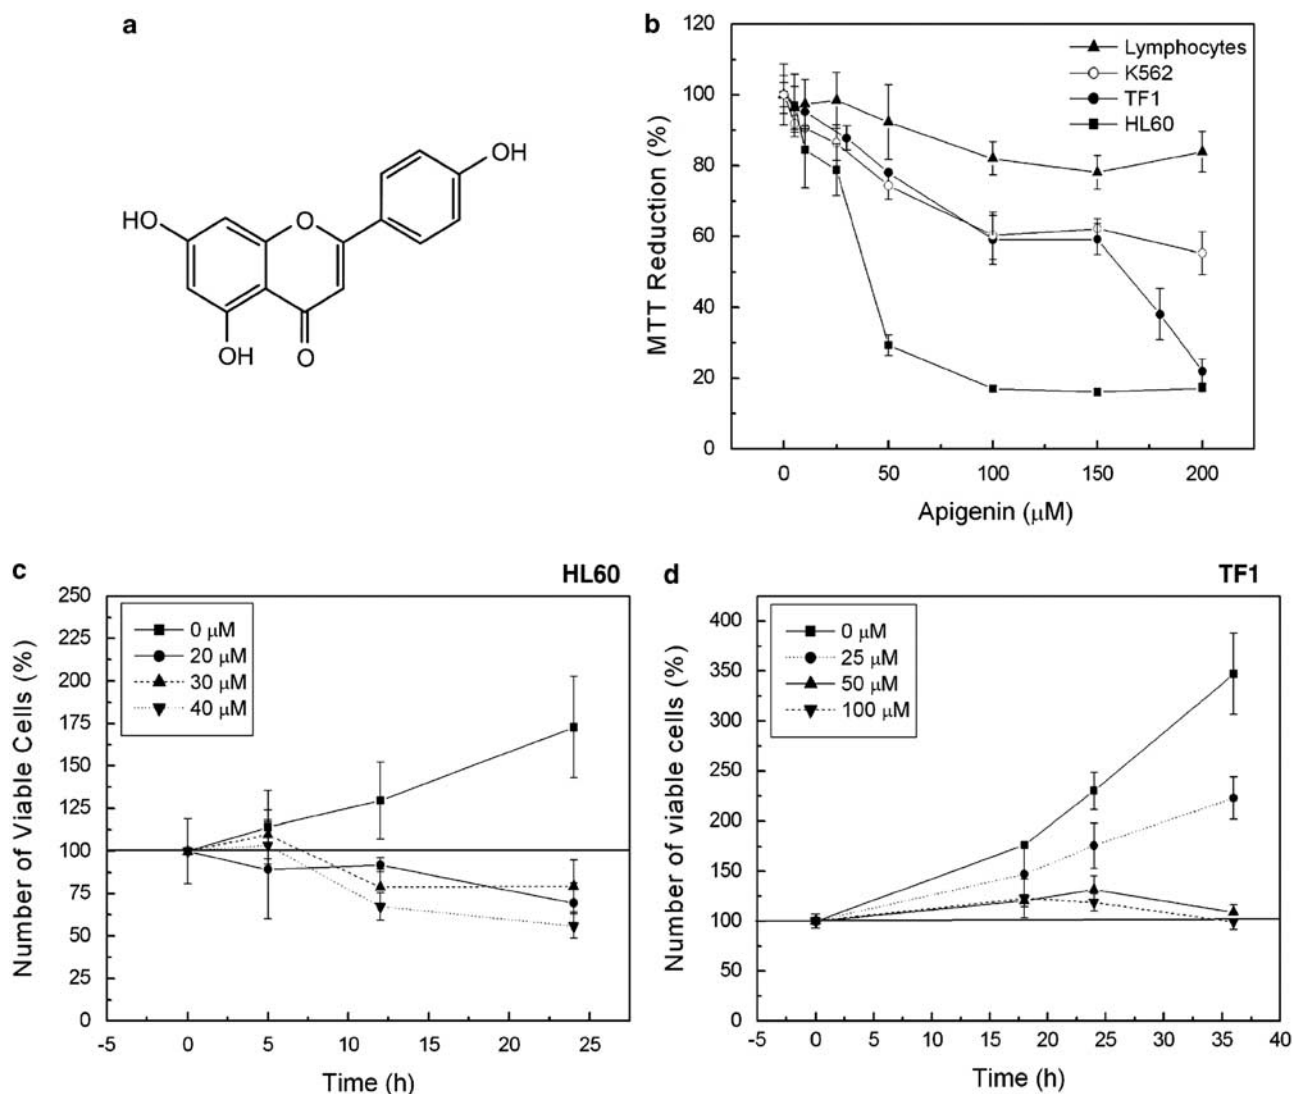 a
OH
HO
O
OH
O
b
120
100
80
60
40
20
0
MTT Reduction (%)
Lymphocytes
K562
TF1
HL60
0
50
100
150
200
Apigenin (μM)
c
HL60
250
225
200
175
150
125
100
75
50
25
0
Number of Viable Cells (%)
0 μM
20 μM
30 μM
40 μM
-5
0
5
10
15
20
25
Time (h)
d
TF1
400
350
300
250
200
150
100
50
0
Number of viable cells (%)
0 μM
25 μM
50 μM
100 μM
-5
0
5
10
15
20
25
30
35
40
Time (h)